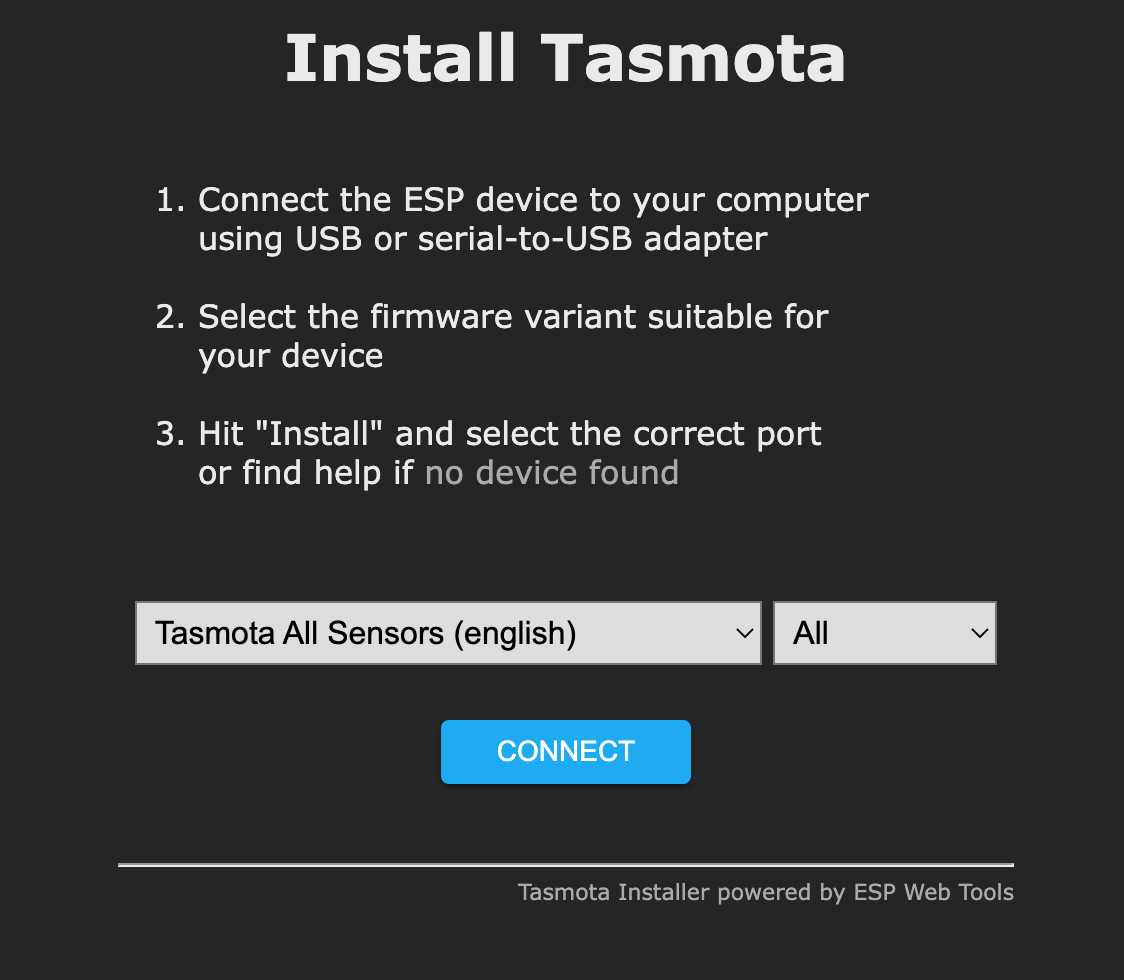 Install Tasmota
1. Connect the ESP device to your computer
using USB or serial-to-USB adapter
2. Select the firmware variant suitable for
your device
3. Hit "Install" and select the correct port
or find help if no device found
Tasmota All Sensors (english)
All
CONNECT
Tasmota Installer powered by ESP Web Tools